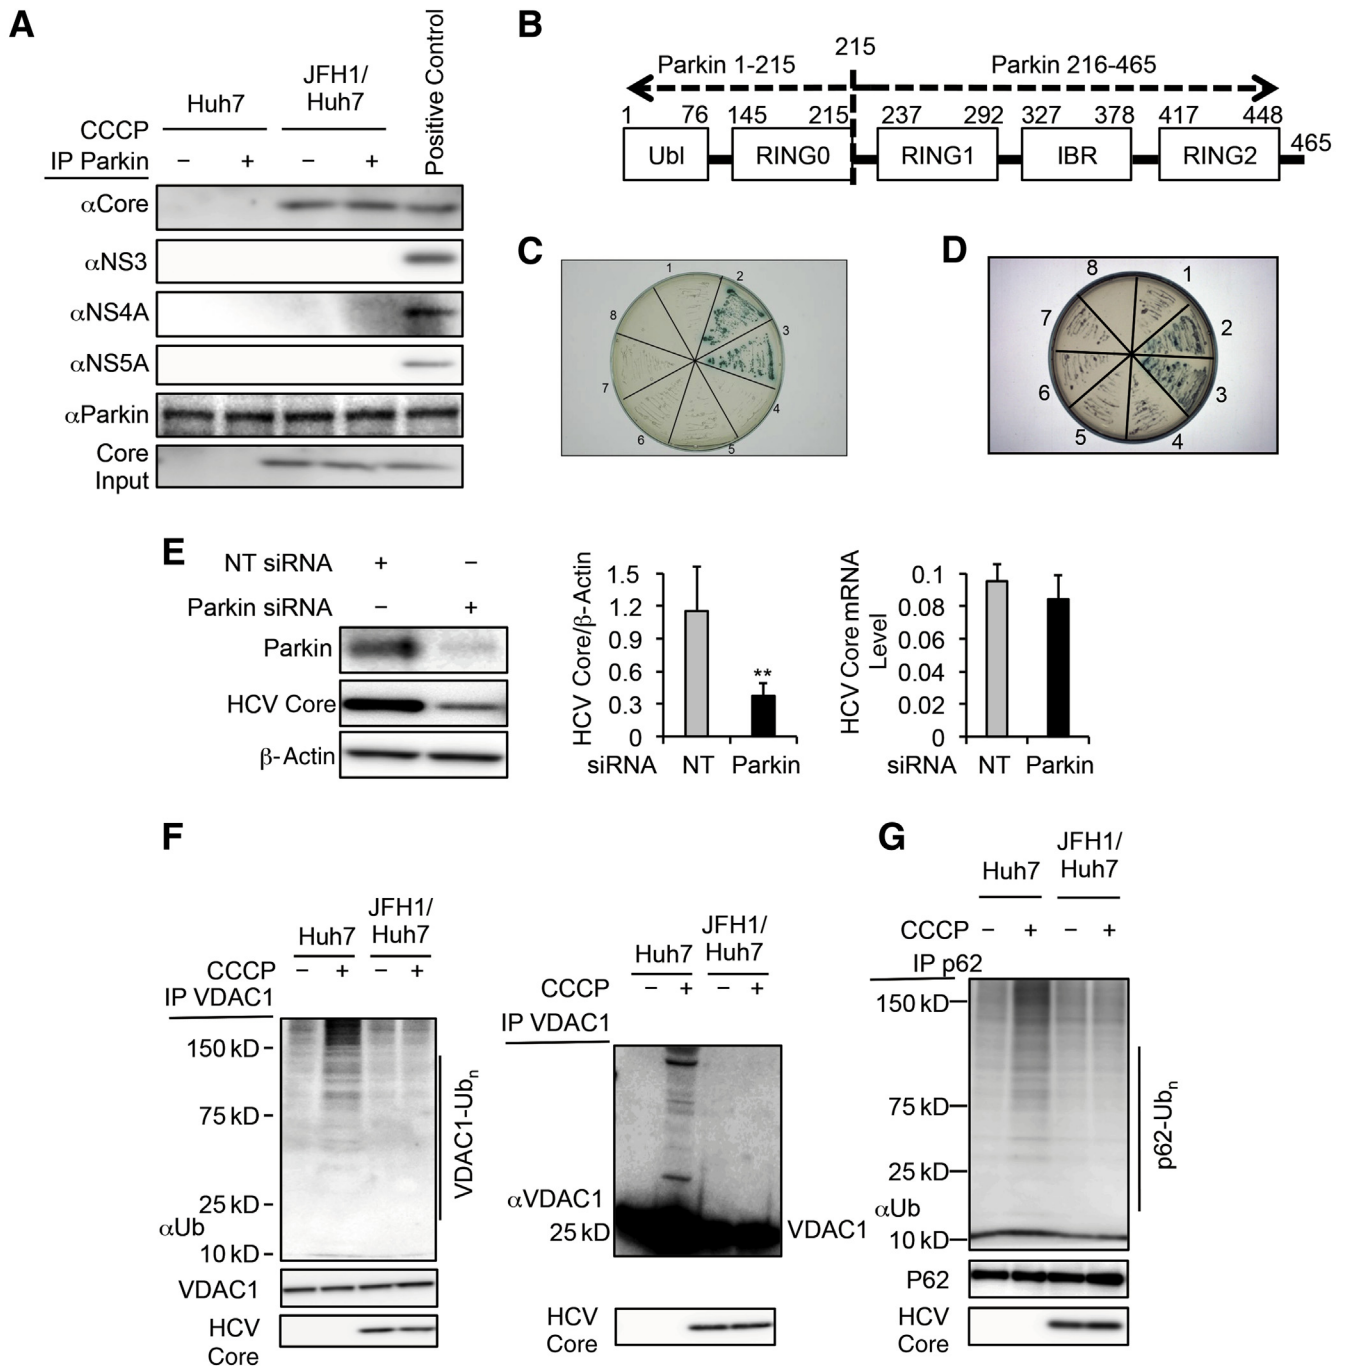 A
Huh7
JFH1/
Huh7
Positive Control
CCCP
IP Parkin − + − +
αCore
αNS3
αNS4A
αNS5A
αParkin
Core
Input
B
215
Parkin 1-215
Parkin 216-465
1 76 145 215 237 292 327 378 417 448
465
Ubl RING0 RING1 IBR RING2
C
1
2
3
4
5
6
7
8
D
8
1
2
3
4
5
6
7
E
NT siRNA + −
Parkin siRNA − +
Parkin
HCV Core
β-Actin
HCV Core/β-Actin
1.5
1.2
0.9
0.6
0.3
0
**
siRNA NT Parkin
HCV Core mRNA
Level
0.1
0.08
0.06
0.04
0.02
0
siRNA NT Parkin
F
Huh7
JFH1/
Huh7
CCCP − + − +
IP VDAC1
150 kD
75 kD
25 kD
αUb
10 kD
VDAC1-Ubn
VDAC1
HCV
Core
Huh7
JFH1/
Huh7
CCCP − + − +
IP VDAC1
αVDAC1
25 kD
VDAC1
HCV
Core
G
Huh7
JFH1/
Huh7
CCCP − + − +
IP p62
150 kD
75 kD
25 kD
αUb
10 kD
p62-Ubn
P62
HCV
Core